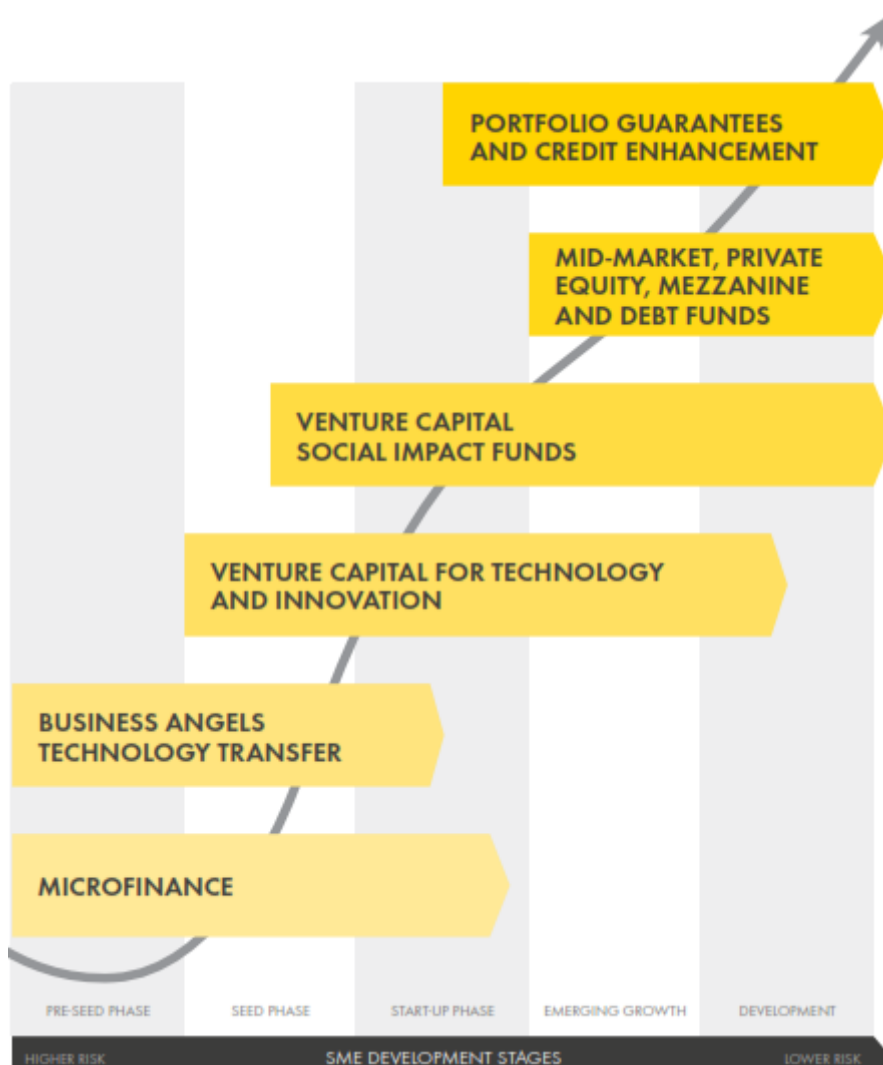 PORTFOLIO GUARANTEES
AND CREDIT ENHANCEMENT
MID-MARKET, PRIVATE
EQUITY, MEZZANINE
AND DEBT FUNDS
VENTURE CAPITAL
SOCIAL IMPACT FUNDS
VENTURE CAPITAL FOR TECHNOLOGY
AND INNOVATION
BUSINESS ANGELS
TECHNOLOGY TRANSFER
MICROFINANCE
PRE-SEED PHASE
SEED PHASE
START-UP PHASE
EMERGING GROWTH
DEVELOPMENT
HIGHER RISK
SME DEVELOPMENT STAGES
LOWER RISK